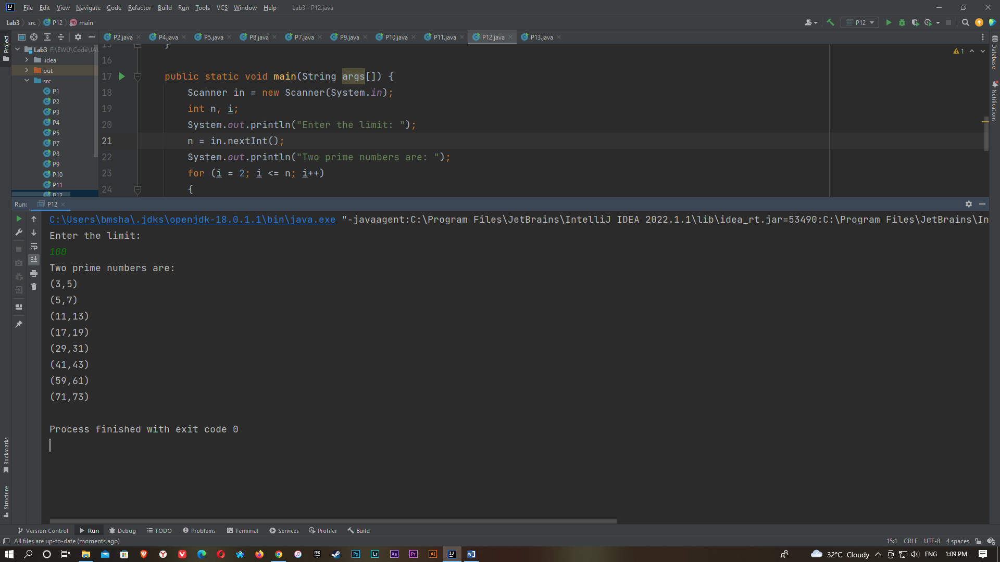 File Edit View Navigate Code Refactor Build Run Tools VCS Window Help Lab3 - P12.java
Lab3 src P12 main P12
Project
P2.java P4.java P5.java P8.java P7.java P9.java P10.java P11.java P12.java P13.java
Lab3 F:\EWU\Code\JA\
.idea
out
src
P1
P2
P3
P4
P5
P7
P8
P9
P10
P11
P12
1
Database
Notifications
15 }
16
17 public static void main(String args[]) {
18 Scanner in = new Scanner(System.in);
19 int n, i;
20 System.out.println("Enter the limit: ");
21 n = in.nextInt();
22 System.out.println("Two prime numbers are: ");
23 for (i = 2; i <= n; i++)
24 {
Run: P12
C:\Users\bmsha\.jdks\openjdk-18.0.1.1\bin\java.exe "-javaagent:C:\Program Files\JetBrains\IntelliJ IDEA 2022.1.1\lib\idea_rt.jar=53490:C:\Program Files\JetBrains\In
Enter the limit:
100
Two prime numbers are:
(3,5)
(5,7)
(11,13)
(17,19)
(29,31)
(41,43)
(59,61)
(71,73)
Process finished with exit code 0
Bookmarks
Structure
Version Control Run Debug TODO Problems Terminal Services Profiler Build
All files are up-to-date (moments ago) 15:1 CRLF UTF-8 4 spaces
32°C Cloudy ENG 1:09 PM